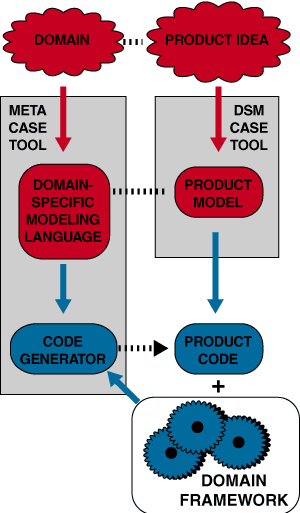 DOMAIN
PRODUCT IDEA
META
CASE
TOOL
DSM
CASE
TOOL
DOMAIN-
SPECIFIC
MODELING
LANGUAGE
PRODUCT
MODEL
CODE
GENERATOR
PRODUCT
CODE
+
DOMAIN
FRAMEWORK